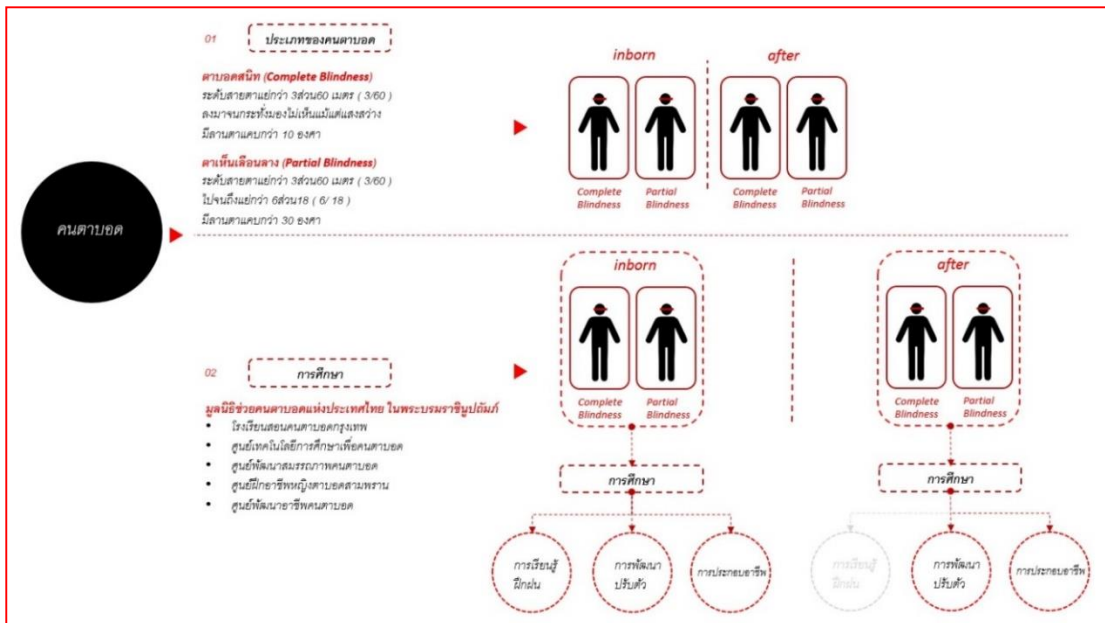 คนตาบอด
01
ประเภทของคนตาบอด
ตาบอดสนิท (Complete Blindness)
ระดับสายตาแย่กว่า 3ส่วน60 เมตร ( 3/60 )
ลงมาจนกระทั่งมองไม่เห็นแม้แต่แสงสว่าง
มีลานตาแคบกว่า 10 องศา
ตาเห็นเลือนลาง (Partial Blindness)
ระดับสายตาแย่กว่า 3ส่วน60 เมตร ( 3/60 )
ไปจนถึงแย่กว่า 6ส่วน18 ( 6/ 18 )
มีลานตาแคบกว่า 30 องศา
inborn
after
Complete
Blindness
Partial
Blindness
Complete
Blindness
Partial
Blindness
02
การศึกษา
มูลนิธิช่วยคนตาบอดแห่งประเทศไทย ในพระบรมราชินูปถัมภ์
• โรงเรียนสอนคนตาบอดกรุงเทพ
• ศูนย์เทคโนโลยีการศึกษาเพื่อคนตาบอด
• ศูนย์พัฒนาสมรรถภาพคนตาบอด
• ศูนย์ฝึกอาชีพหญิงตาบอดสามพราน
• ศูนย์พัฒนาอาชีพคนตาบอด
inborn
Complete
Blindness
Partial
Blindness
การศึกษา
การเรียนรู้
ฝึกฝน
การพัฒนา
ปรับตัว
การประกอบอาชีพ
after
Complete
Blindness
Partial
Blindness
การศึกษา
การเรียนรู้
ฝึกฝน
การพัฒนา
ปรับตัว
การประกอบอาชีพ